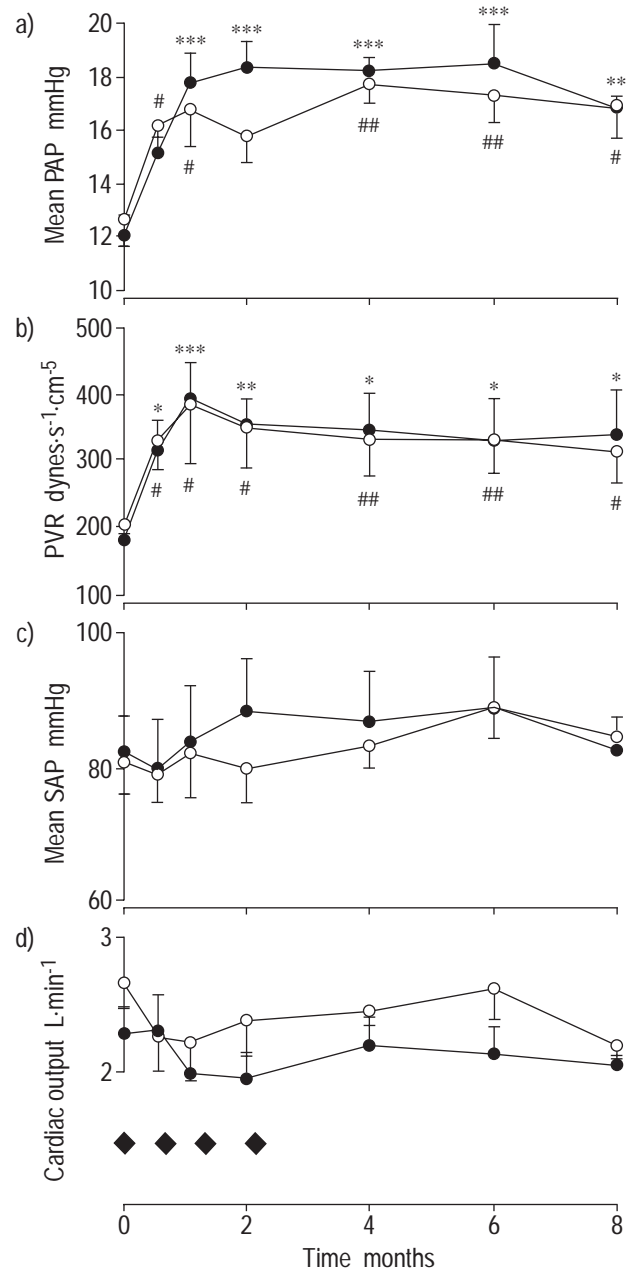 a)
Mean PAP mmHg
20
18
16
14
12
10
# *** *** *** *** **
# ## ## #
b)
PVR dynes·s⁻¹·cm⁻⁵
500
400
300
200
100
* *** ** * * *
# # # ## ## #
c)
Mean SAP mmHg
100
80
60
d)
Cardiac output L·min⁻¹
3
2
0 2 4 6 8
Time months